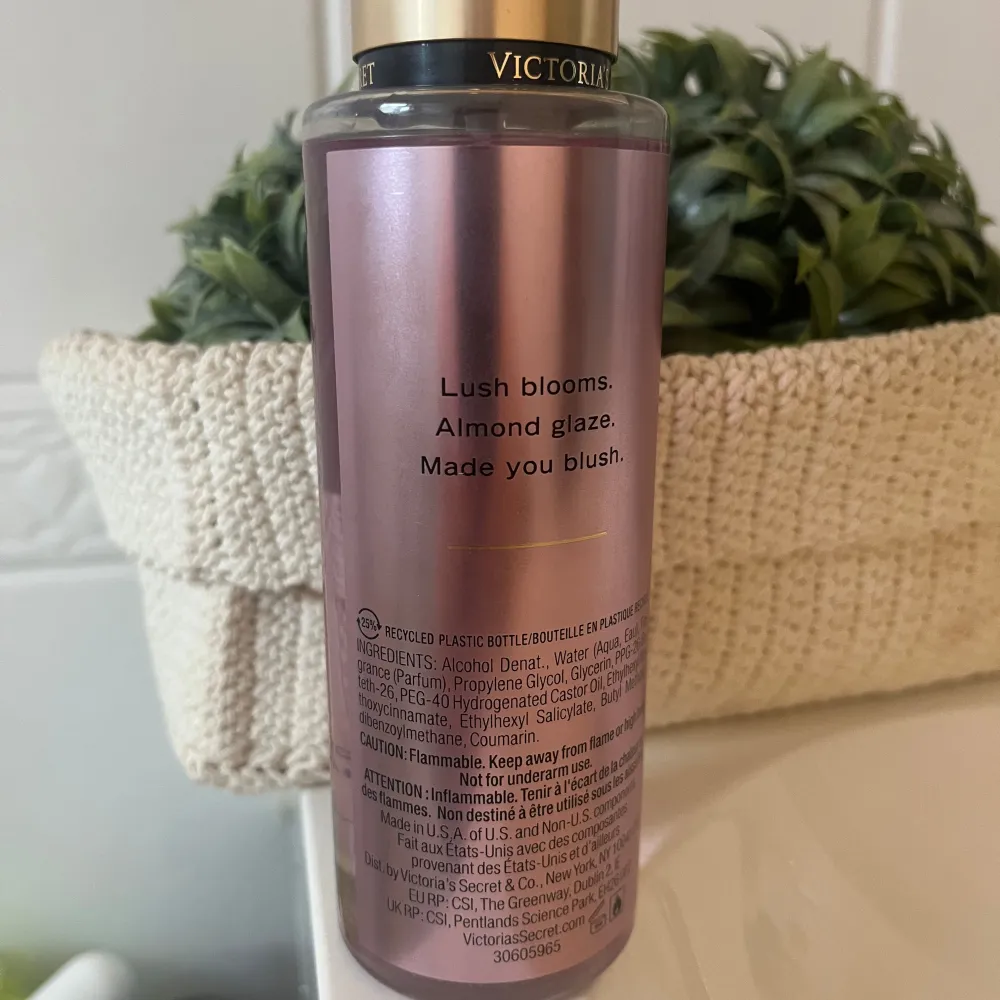 ET VICTORIA'S
Lush blooms.
Almond glaze.
Made you blush.
25% RECYCLED PLASTIC BOTTLE/BOUTEILLE EN PLASTIQUE
INGREDIENTS: Alcohol Denat., Water (Aqua, Eau),
grance (Parfum), Propylene Glycol, Glycerin,
teth-26, PEG-40 Hydrogenated Castor Oil,
thoxycinnamate, Ethylhexyl Salicylate, Butyl
dibenzoylmethane, Coumarin.
CAUTION: Flammable. Keep away from flame or high
Not for underarm use.
ATTENTION : Inflammable. Tenir à l'écart de la chaleur
des flammes. Non destiné à être utilisé sous les
Made in U.S.A. of U.S. and Non-U.S. components
Fait aux États-Unis avec des composantes
provenant des États-Unis et d'ailleurs
Dist. by Victoria's Secret & Co., New York, NY
EU RP: CSI, The Greenway, Dublin 2, IE
UK RP: CSI, Pentlands Science Park,
VictoriasSecret.com
30605965